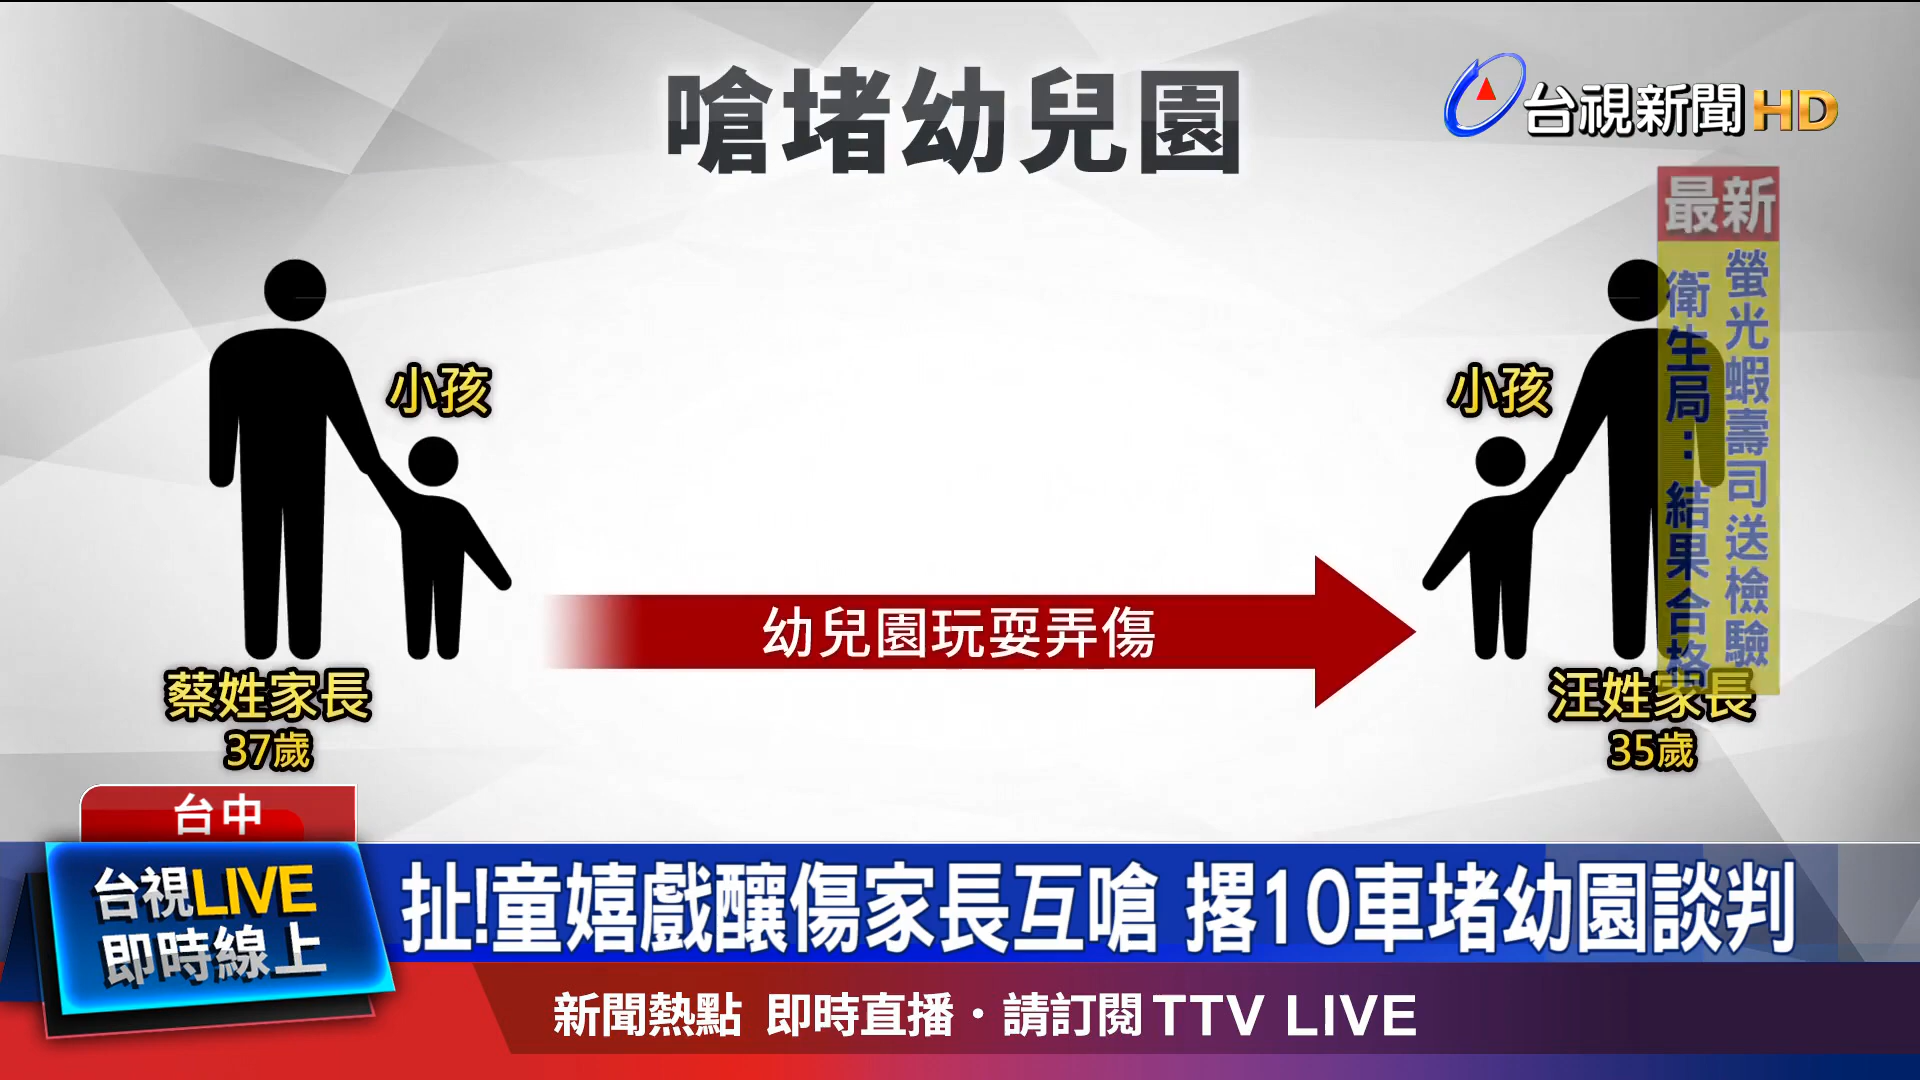 嗆堵幼兒園
台視新聞HD
最新
螢光蝦壽司送檢驗
衛生局：結果合格
小孩
小孩
幼兒園玩耍弄傷
蔡姓家長
37歲
汪姓家長
35歲
台中
台視LIVE
即時線上
扯!童嬉戲釀傷家長互嗆 撂10車堵幼園談判
新聞熱點 即時直播・請訂閱TTV LIVE